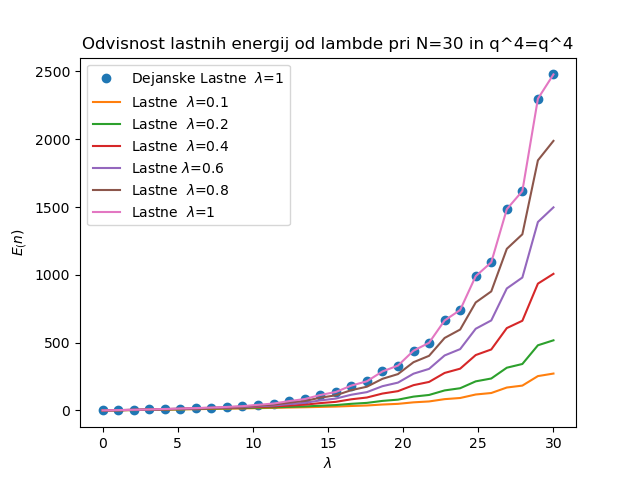 Odvisnost lastnih energij od lambde pri N=30 in q^4=q^4
Dejanske Lastne λ=1
Lastne λ=0.1
Lastne λ=0.2
Lastne λ=0.4
Lastne λ=0.6
Lastne λ=0.8
Lastne λ=1
2500
2000
1500
1000
500
0
E(n)
0 5 10 15 20 25 30
λ